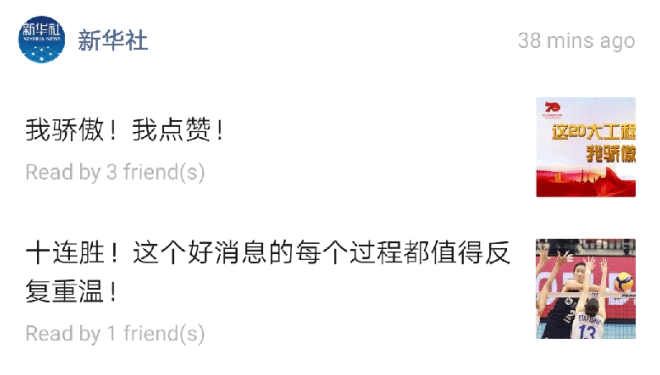 新华社
XINHUA NEWS
新华社
38 mins ago
我骄傲！我点赞！
Read by 3 friend(s)
70
这20大工程
我骄傲
十连胜！这个好消息的每个过程都值得反
复重温！
Read by 1 friend(s)
13